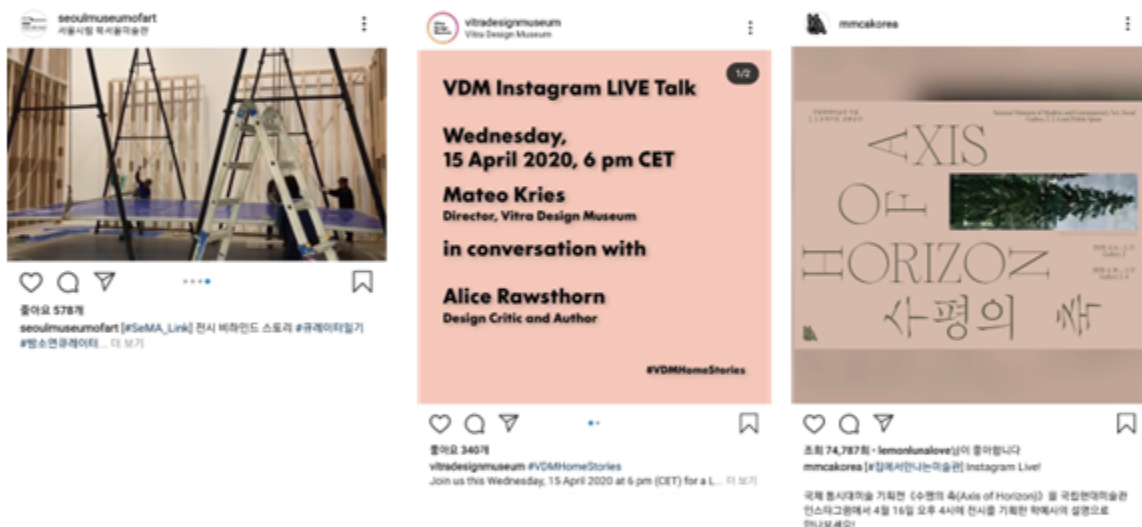 seoulmuseumofart
서울시립 북서울미술관
좋아요 578개
seoulmuseumofart [#SeMA_Link] 전시 비하인드 스토리 #큐레이터일기
#방소연큐레이터... 더 보기
vitradesignmuseum
Vitra Design Museum
1/2
VDM Instagram LIVE Talk
Wednesday,
15 April 2020, 6 pm CET
Mateo Kries
Director, Vitra Design Museum
in conversation with
Alice Rawsthorn
Design Critic and Author
#VDMHomeStories
좋아요 340개
vitradesignmuseum #VDMHomeStories
Join us this Wednesday, 15 April 2020 at 6 pm (CET) for a L... 더 보기
mmcakorea
National Museum of Modern and Contemporary Art, Seoul
AXIS
OF
HORIZON
조회 74,787회 · lemonlunalove님이 좋아합니다
mmcakorea [#집에서만나는미술관] Instagram Live!
국제 동시대미술 기획전 《수평의 축(Axis of Horizon)》을 국립현대미술관
인스타그램에서 4월 16일 오후 4시에 전시를 기획한 학예사의 설명으로
만나보세요!